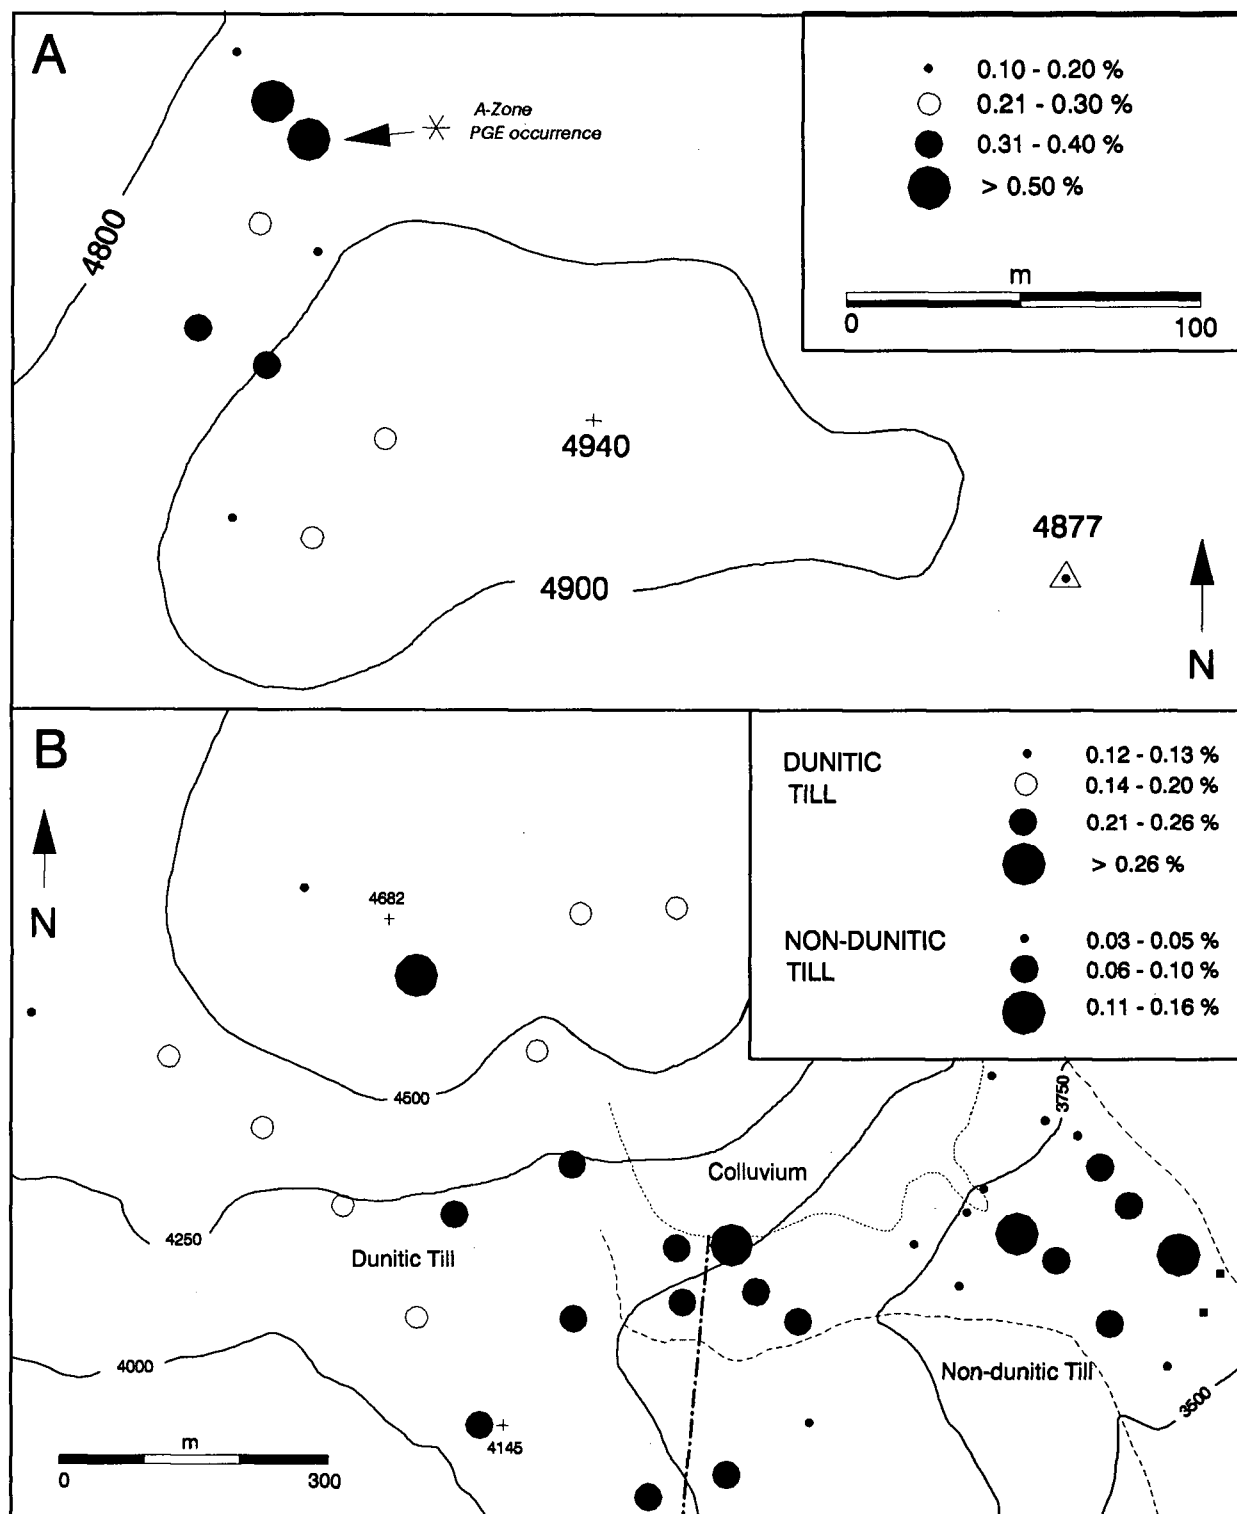 A
A-Zone
PGE occurrence
0.10 - 0.20 %
0.21 - 0.30 %
0.31 - 0.40 %
> 0.50 %
m
0 100
4800
4940
4877
4900
N
B
DUNITIC
TILL
0.12 - 0.13 %
0.14 - 0.20 %
0.21 - 0.26 %
> 0.26 %
NON-DUNITIC
TILL
0.03 - 0.05 %
0.06 - 0.10 %
0.11 - 0.16 %
N
4682
4500
3750
Colluvium
4250
Dunitic Till
4000
Non-dunitic Till
3500
4145
m
0 300